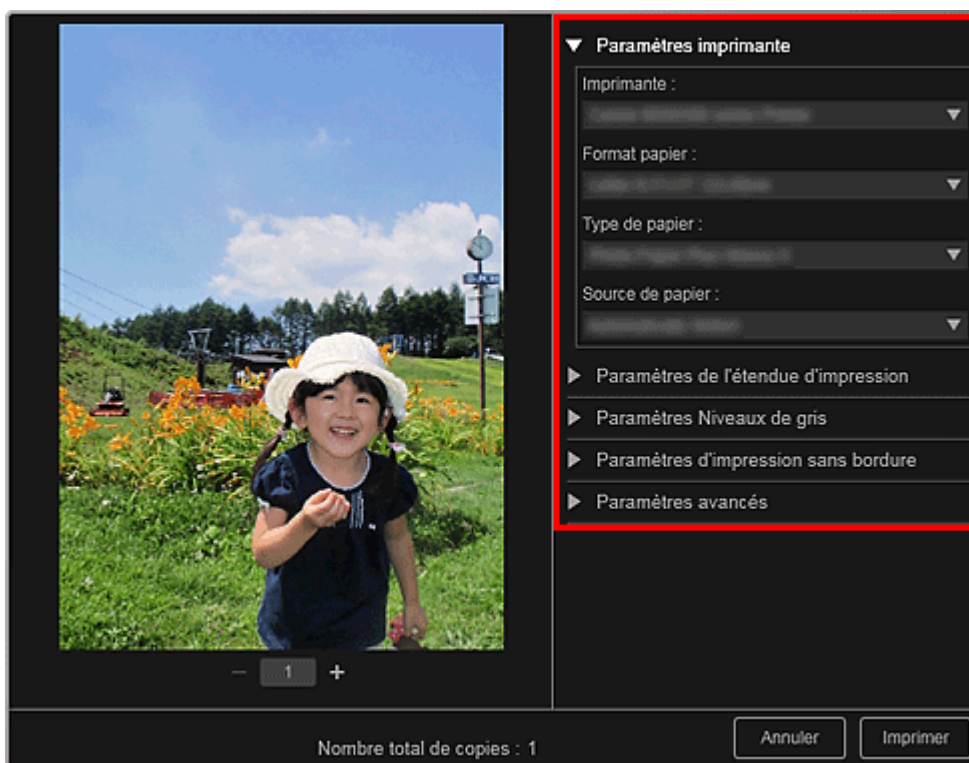 Paramètres imprimante
Imprimante :
Format papier :
Type de papier :
Source de papier :
Paramètres de l'étendue d'impression
Paramètres Niveaux de gris
Paramètres d'impression sans bordure
Paramètres avancés
1
Nombre total de copies : 1
Annuler
Imprimer